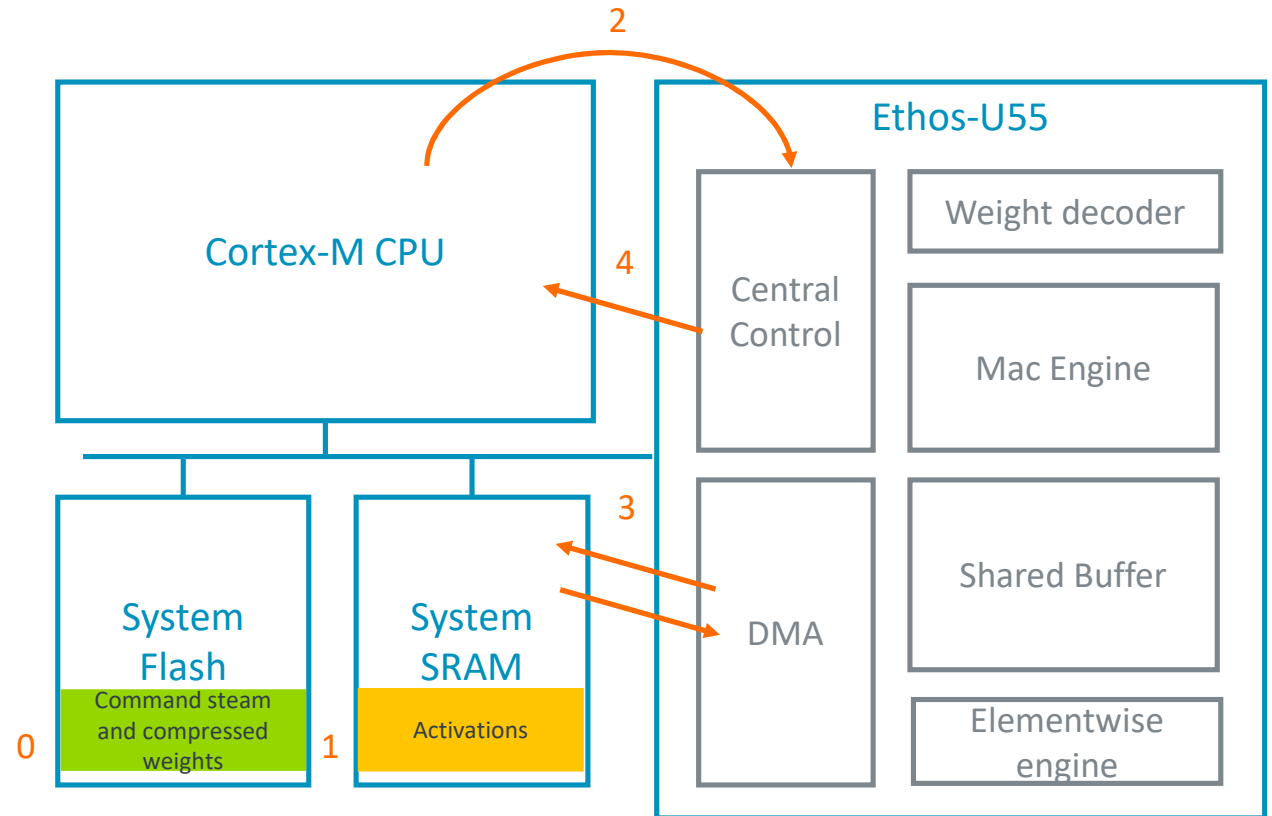 2
Ethos-U55
Cortex-M CPU
4
Central
Control
Weight decoder
Mac Engine
3
System
Flash
Command steam
and compressed
weights
0
System
SRAM
Activations
1
DMA
Shared Buffer
Elementwise
engine